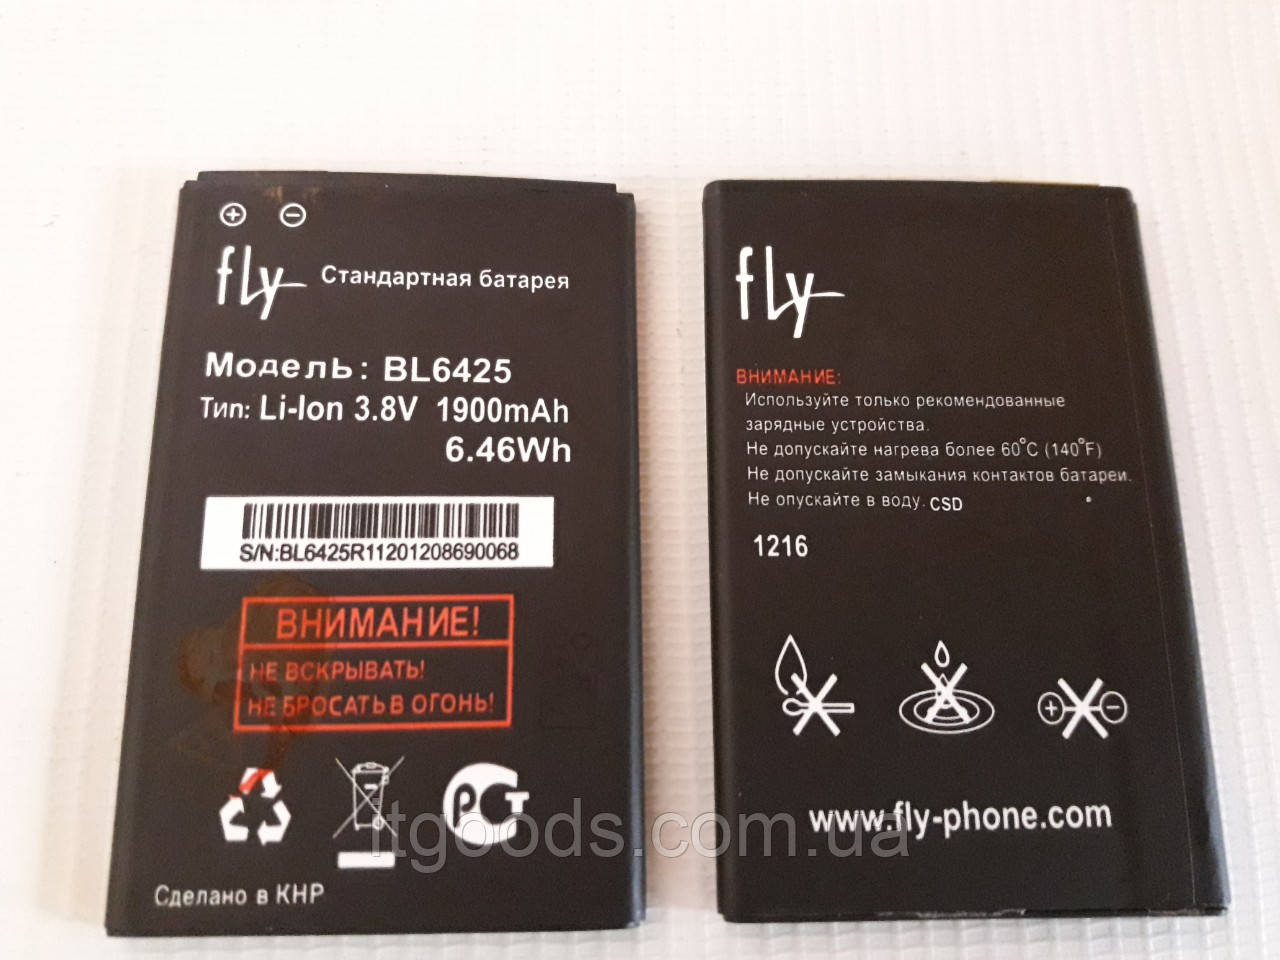 fly Стандартная батарея
Модель: BL6425
Тип: Li-Ion 3.8V 1900mAh
6.46Wh
S/N:BL6425R11201208690068
ВНИМАНИЕ!
НЕ ВСКРЫВАТЬ!
НЕ БРОСАТЬ В ОГОНЬ!
РСТ
Сделано в КНР
fly
ВНИМАНИЕ:
Используйте только рекомендованные
зарядные устройства.
Не допускайте нагрева более 60°C (140°F)
Не допускайте замыкания контактов батареи.
Не опускайте в воду. CSD
1216
www.fly-phone.com
itgoods.com.ua